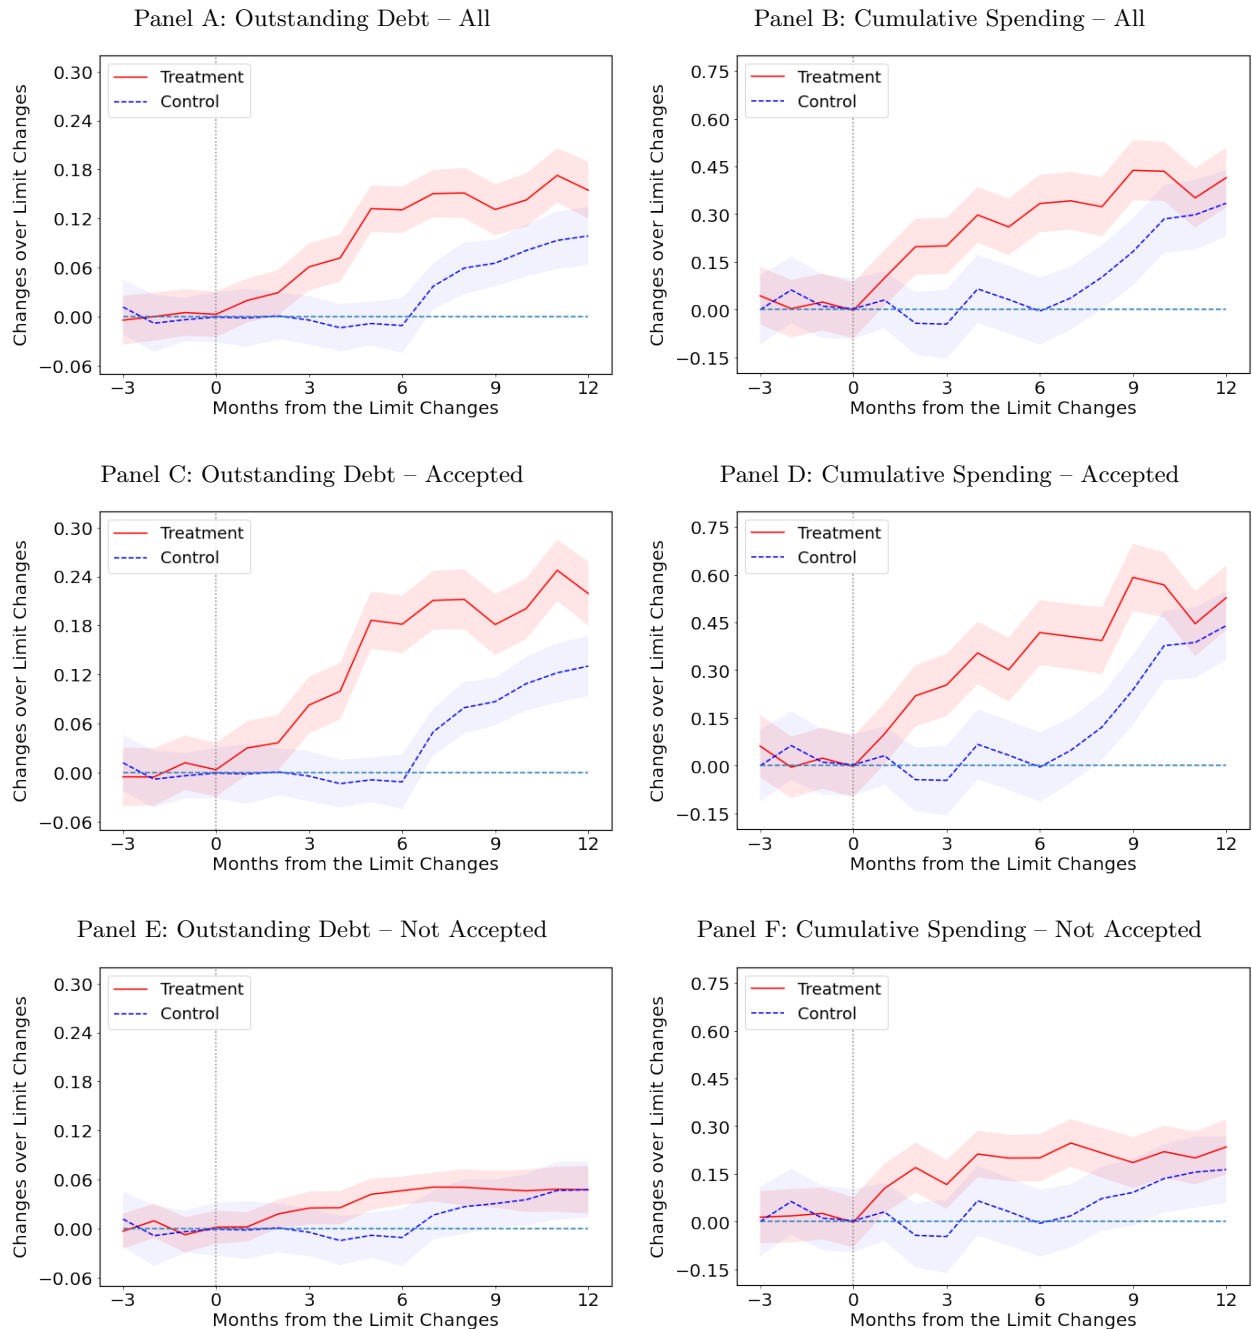 Panel A: Outstanding Debt – All
Changes over Limit Changes
0.30
0.24
0.18
0.12
0.06
0.00
−0.06
Treatment
Control
−3 0 3 6 9 12
Months from the Limit Changes
Panel B: Cumulative Spending – All
Changes over Limit Changes
0.75
0.60
0.45
0.30
0.15
0.00
−0.15
Treatment
Control
−3 0 3 6 9 12
Months from the Limit Changes
Panel C: Outstanding Debt – Accepted
Changes over Limit Changes
0.30
0.24
0.18
0.12
0.06
0.00
−0.06
Treatment
Control
−3 0 3 6 9 12
Months from the Limit Changes
Panel D: Cumulative Spending – Accepted
Changes over Limit Changes
0.75
0.60
0.45
0.30
0.15
0.00
−0.15
Treatment
Control
−3 0 3 6 9 12
Months from the Limit Changes
Panel E: Outstanding Debt – Not Accepted
Changes over Limit Changes
0.30
0.24
0.18
0.12
0.06
0.00
−0.06
Treatment
Control
−3 0 3 6 9 12
Months from the Limit Changes
Panel F: Cumulative Spending – Not Accepted
Changes over Limit Changes
0.75
0.60
0.45
0.30
0.15
0.00
−0.15
Treatment
Control
−3 0 3 6 9 12
Months from the Limit Changes